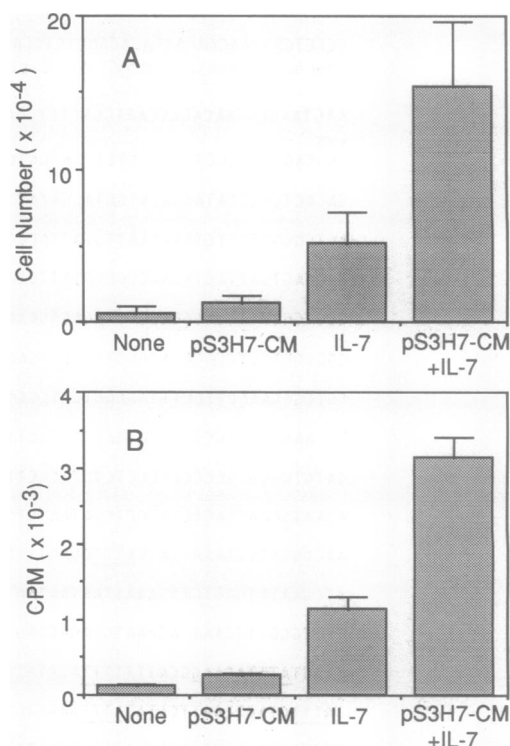 20
A
Cell Number ( x 10-4)
10
0
None pS3H7-CM IL-7 pS3H7-CM
+IL-7
4
B
3
CPM ( x 10-3)
2
1
0
None pS3H7-CM IL-7 pS3H7-CM
+IL-7